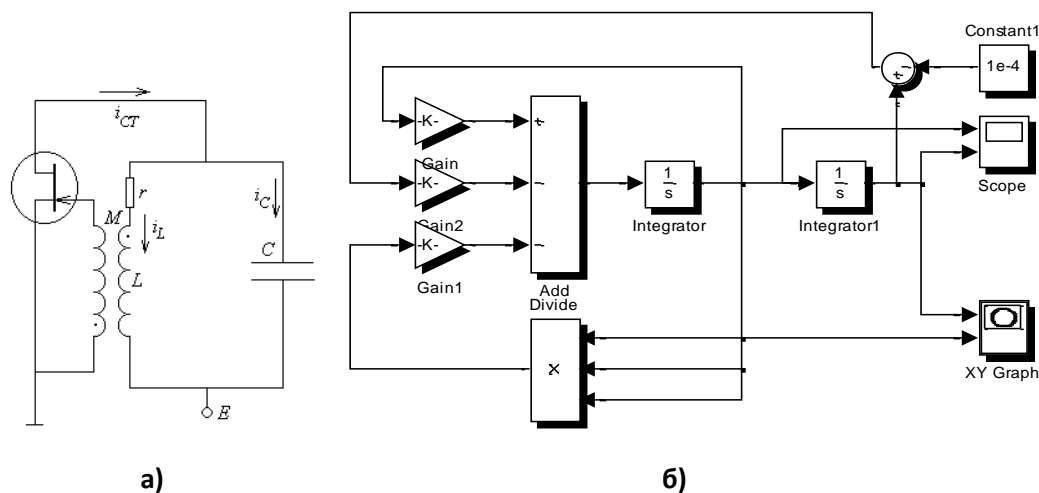 i_CT
M
r
i_L
L
i_C
C
E
а)
Constant1
1e-4
-K-
Gain
-K-
Gain2
-K-
Gain1
+
-
-
Add
1
s
Integrator
1
s
Integrator1
-
+
Scope
Divide
×
XY Graph
б)